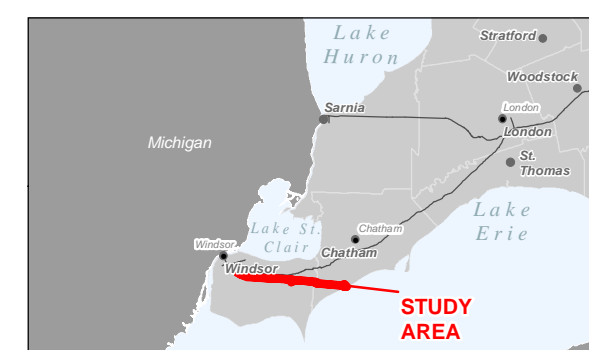 Lake
Huron
Stratford
Woodstock
Sarnia
London
London
Michigan
St.
Thomas
Lake
Erie
Lake St.
Clair
Chatham
Chatham
Windsor
Windsor
STUDY
AREA